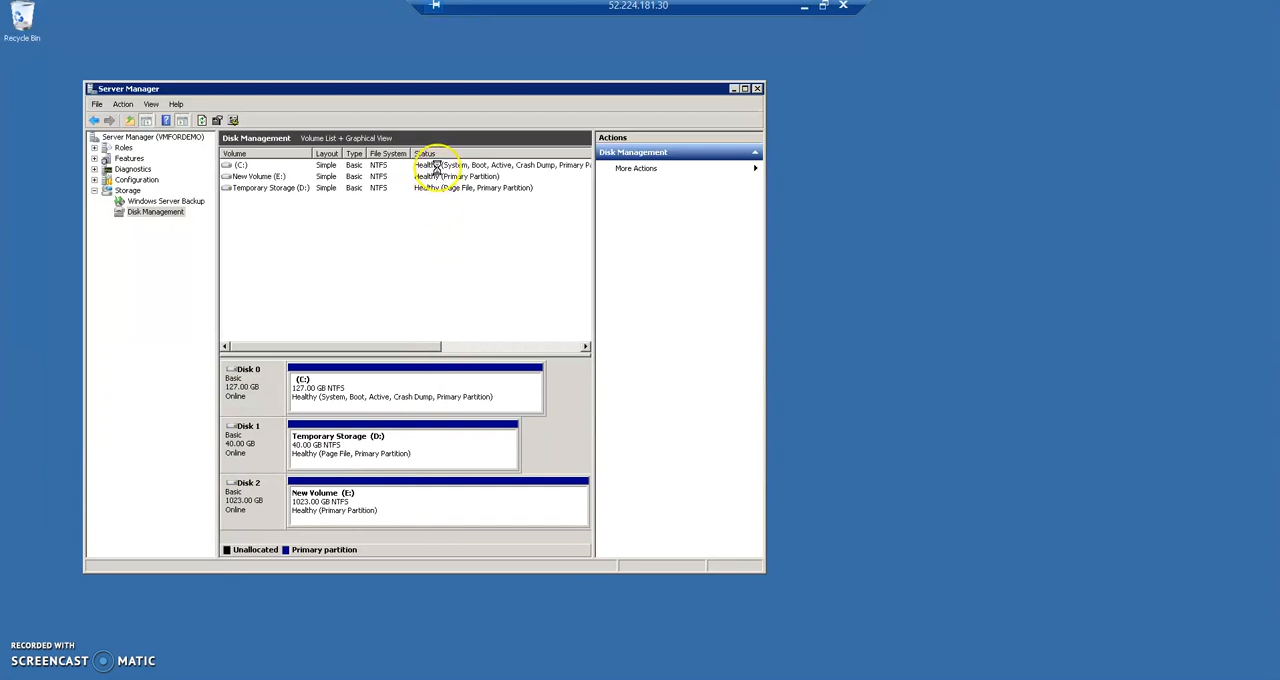 52.224.181.30
Recycle Bin
Server Manager
File Action View Help
Server Manager (VMFORDEMO)
Roles
Features
Diagnostics
Configuration
Storage
Windows Server Backup
Disk Management
Disk Management Volume List + Graphical View
Volume Layout Type File System Status
(C:) Simple Basic NTFS Healthy (System, Boot, Active, Crash Dump, Primary P
New Volume (E:) Simple Basic NTFS Healthy (Primary Partition)
Temporary Storage (D:) Simple Basic NTFS Healthy (Page File, Primary Partition)
Disk 0
Basic
127.00 GB
Online
(C:)
127.00 GB NTFS
Healthy (System, Boot, Active, Crash Dump, Primary Partition)
Disk 1
Basic
40.00 GB
Online
Temporary Storage (D:)
40.00 GB NTFS
Healthy (Page File, Primary Partition)
Disk 2
Basic
1023.00 GB
Online
New Volume (E:)
1023.00 GB NTFS
Healthy (Primary Partition)
Unallocated Primary partition
Actions
Disk Management
More Actions
RECORDED WITH
SCREENCAST MATIC